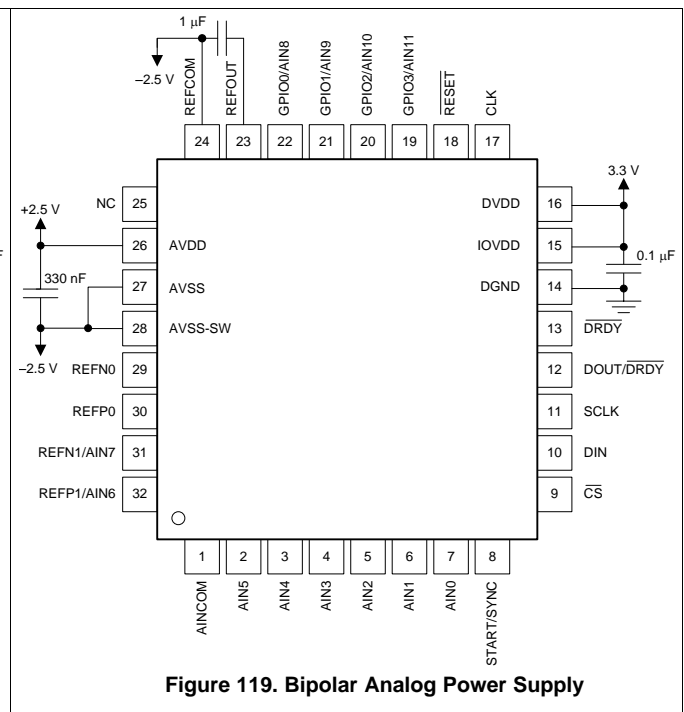 1 μF
–2.5 V
REFCOM
REFOUT
GPIO0/AIN8
GPIO1/AIN9
GPIO2/AIN10
GPIO3/AIN11
RESET
CLK
24
23
22
21
20
19
18
17
NC
25
+2.5 V
26
AVDD
330 nF
27
AVSS
28
AVSS-SW
–2.5 V
REFN0
29
REFP0
30
REFN1/AIN7
31
REFP1/AIN6
32
3.3 V
DVDD
16
IOVDD
15
0.1 μF
DGND
14
13
DRDY
12
DOUT/DRDY
11
SCLK
10
DIN
9
CS
F
1
2
3
4
5
6
7
8
AINCOM
AIN5
AIN4
AIN3
AIN2
AIN1
AIN0
START/SYNC
Figure 119. Bipolar Analog Power Supply